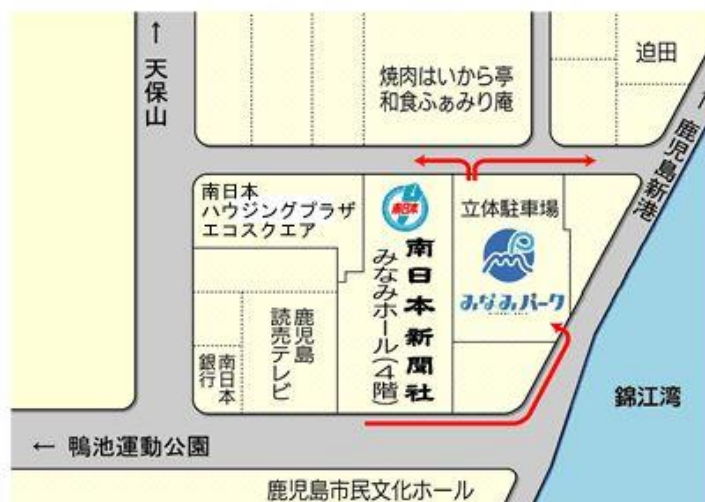 ↑
天保山
焼肉はいから亭
和食ふぁみり庵
迫田
↑
鹿児島新港
南日本
ハウジングプラザ
エコスクエア
南日本
南日本新聞社
みなみホール(4階)
立体駐車場
みなみパーク
鹿児島
読売テレビ
南日本
銀行
錦江湾
← 鴨池運動公園
鹿児島市民文化ホール